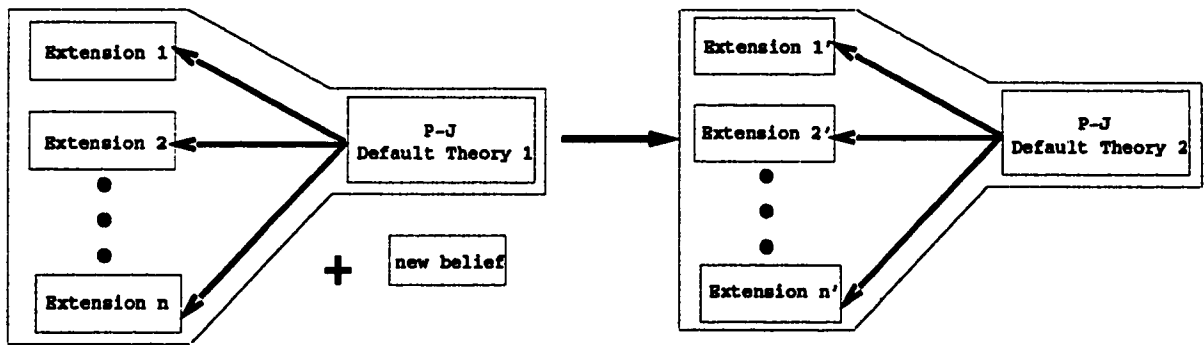 Extension 1
Extension 2
Extension n
P-J
Default Theory 1
+
new belief
Extension 1'
Extension 2'
Extension n'
P-J
Default Theory 2